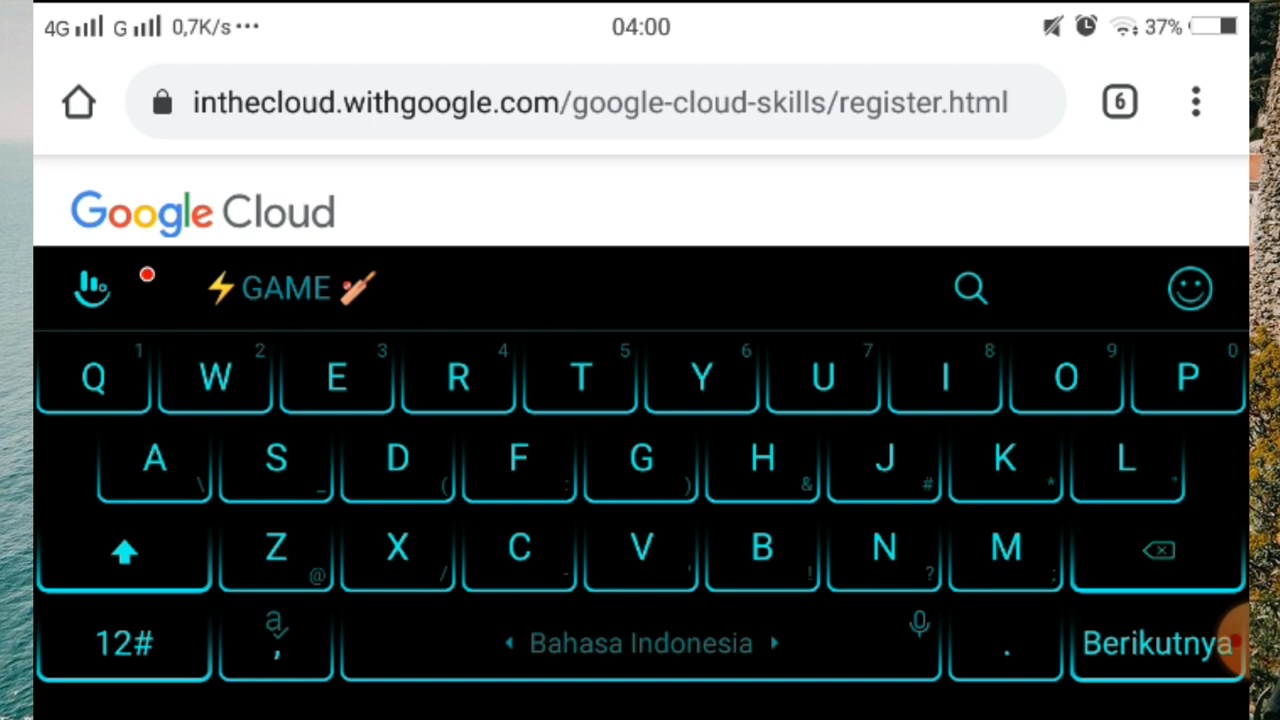 4G G 0,7K/s ••• 04:00 37%
inthecloud.withgoogle.com/google-cloud-skills/register.html 6
Google Cloud
⚡GAME🏏
1 2 3 4 5 6 7 8 9 0
Q W E R T Y U I O P
A S D F G H J K L
\ _ ( : ) & # * "
Z X C V B N M
@ / - ' ! ? ;
12# a , Bahasa Indonesia . Berikutnya